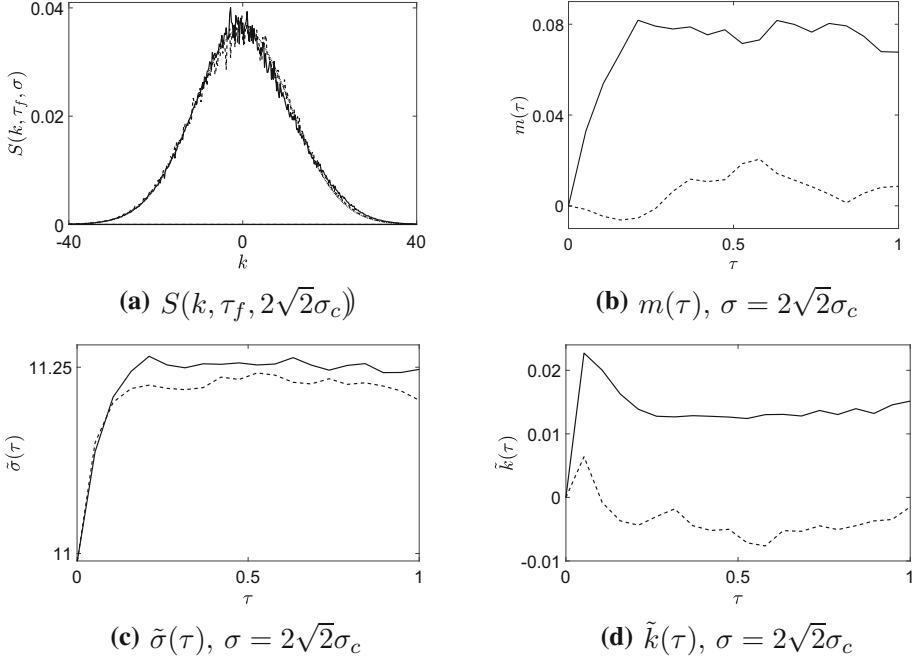 0.04
0.02
0
-40
0
40
S(k, τ_f, σ)
k
(a) S(k, τ_f, 2√2σ_c)
0.08
0.04
0
0
0.5
1
m(τ)
τ
(b) m(τ), σ = 2√2σ_c
11.25
11
0
0.5
1
σ̃(τ)
τ
(c) σ̃(τ), σ = 2√2σ_c
0.02
0.01
0
-0.01
0
0.5
1
k̃(τ)
τ
(d) k̃(τ), σ = 2√2σ_c